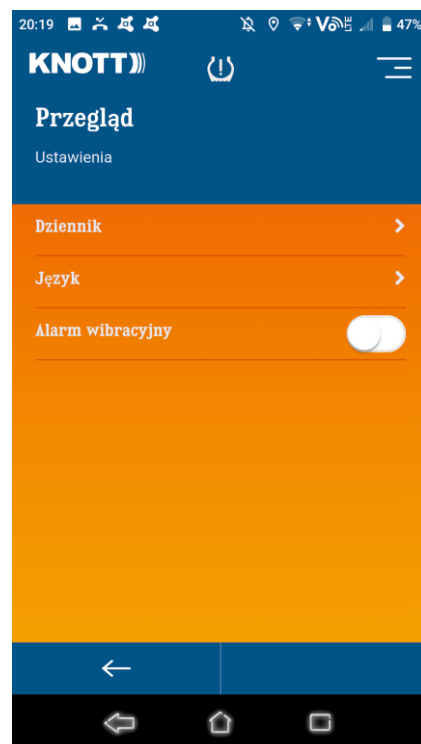 20:19 47%
KNOTT
Przegląd
Ustawienia
Dziennik
Język
Alarm wibracyjny